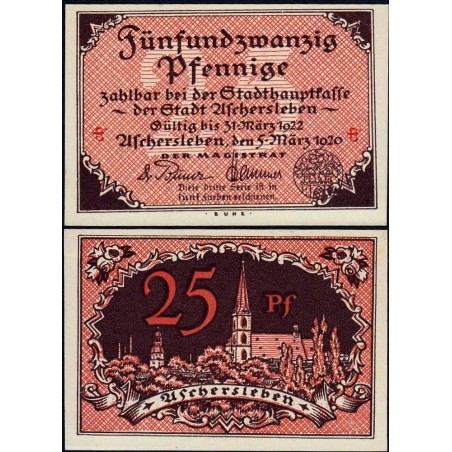 Fünfundzwanzig
Pfennige
zahlbar bei der Stadthauptkasse
der Stadt Aschersleben
Gültig bis 31·März 1922
Aschersleben, den 5·März 1920
DER MAGISTRAT
Diese dritte Serie ist in
fünf Farben erschienen.
·BUHE·
25 Pf
Aschersleben